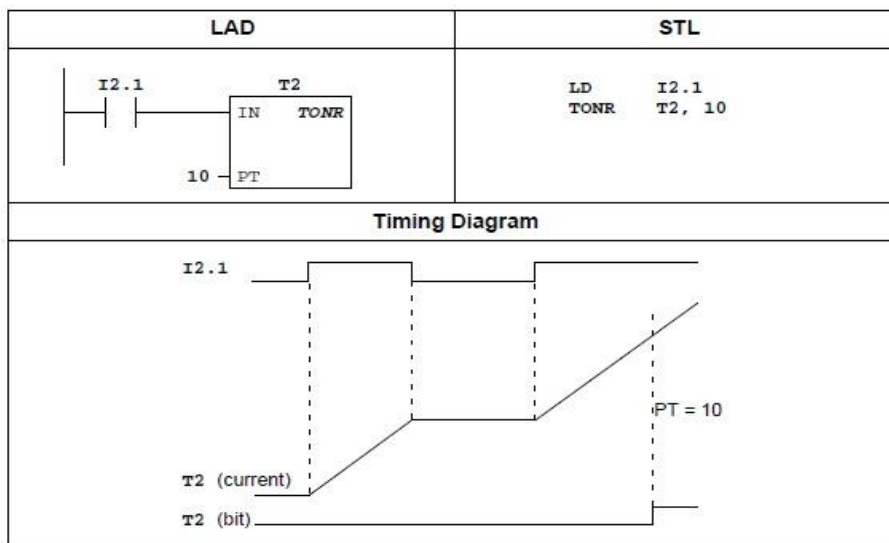 LAD
STL
I2.1
T2
IN TONR
10 PT
LD I2.1
TONR T2, 10
Timing Diagram
I2.1
PT = 10
T2 (current)
T2 (bit)